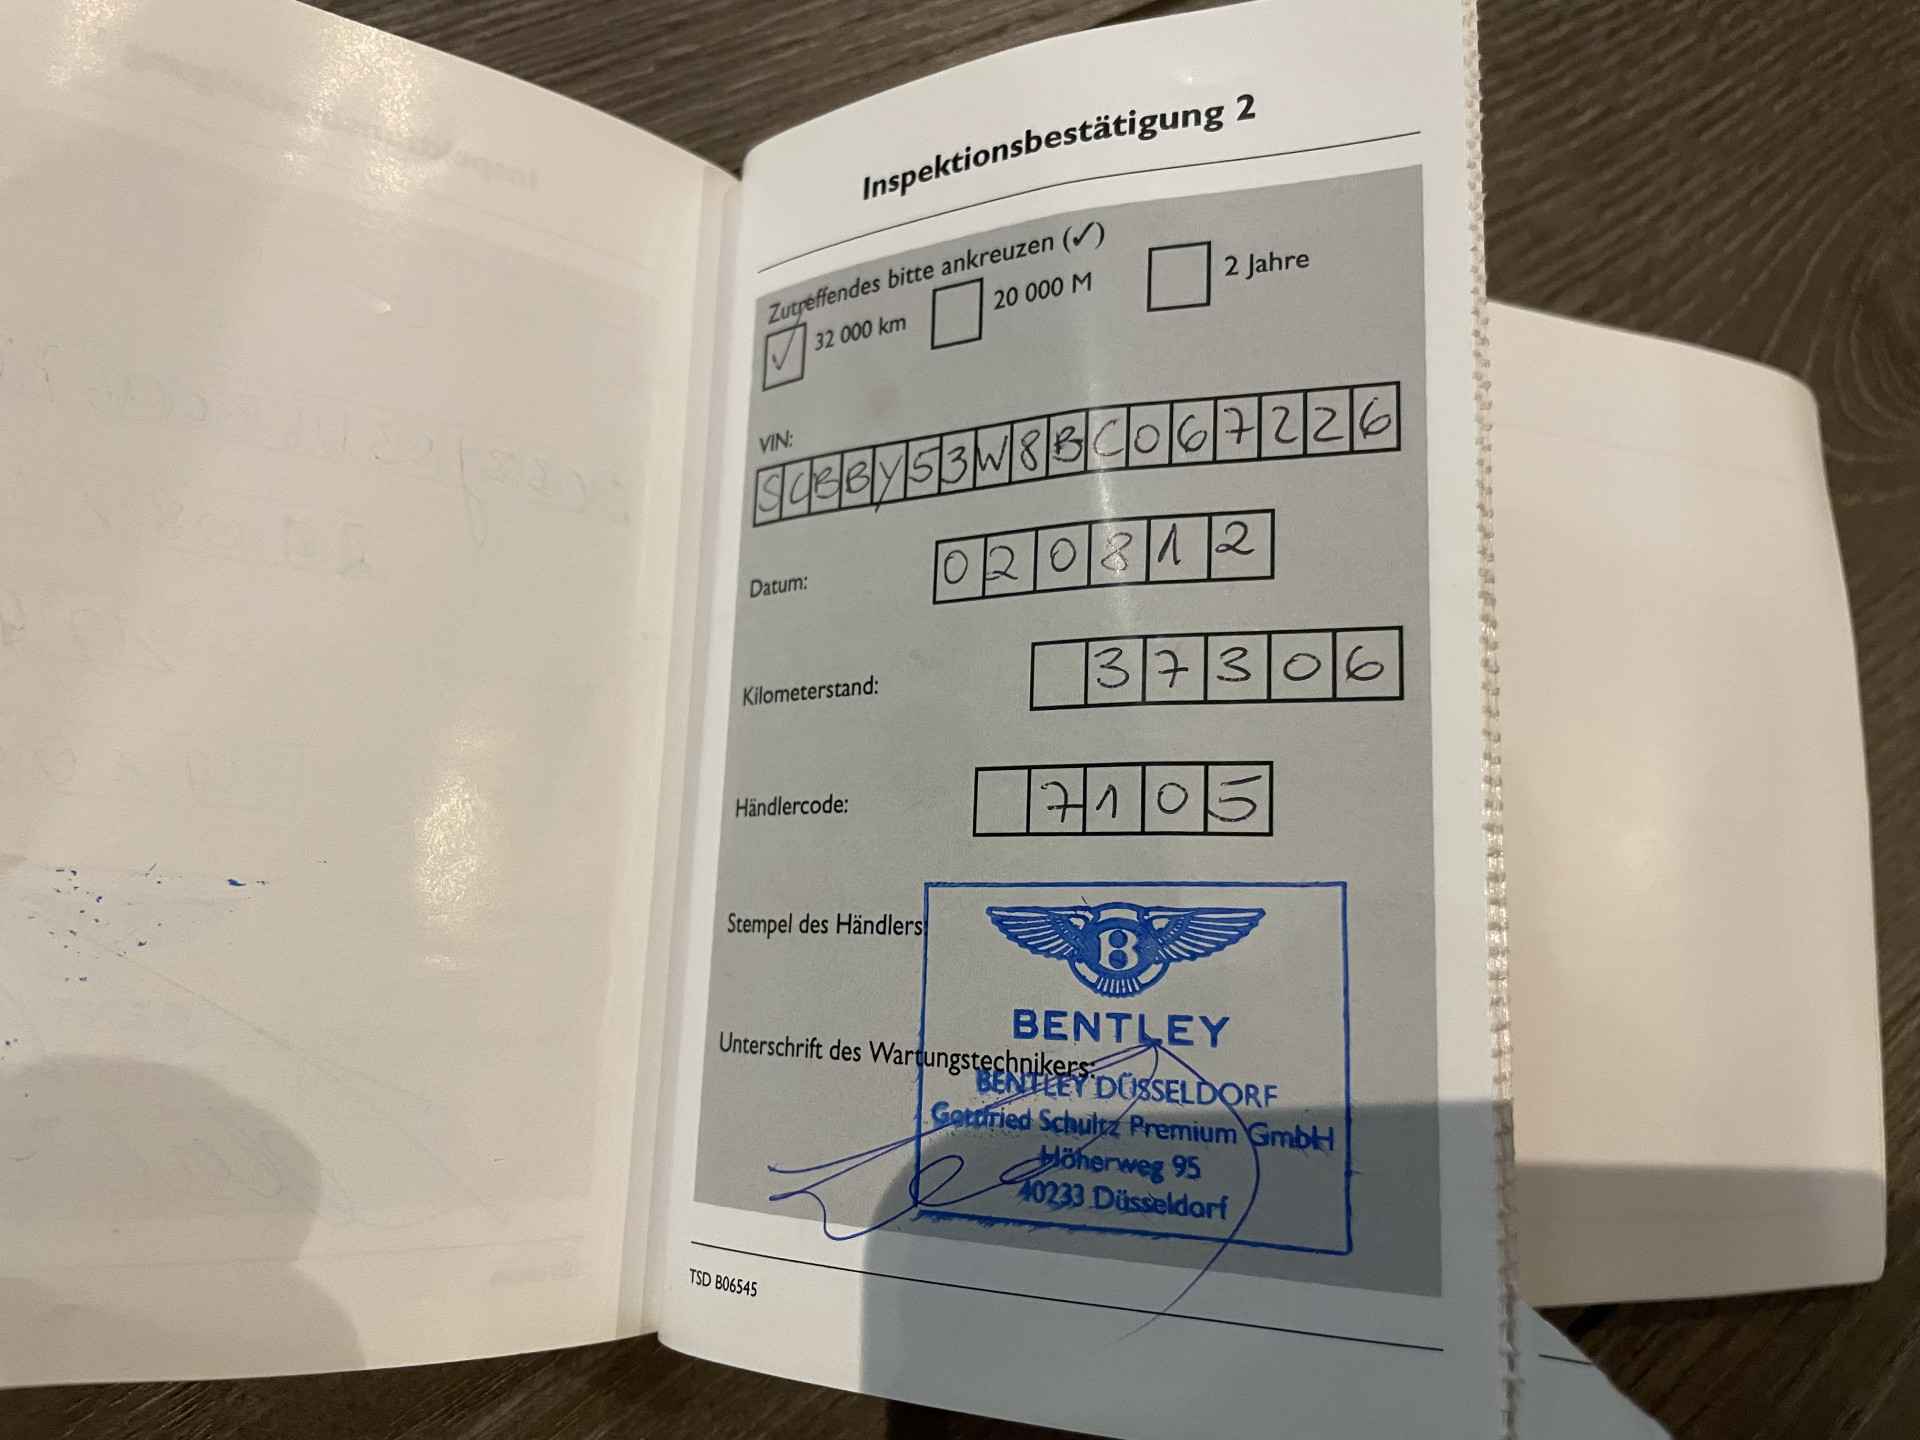 Inspektionsbestätigung 2
Zutreffendes bitte ankreuzen (✓)
✓ 32 000 km 20 000 M 2 Jahre
VIN: SCBBY53W8BC067226
Datum: 020812
Kilometerstand: 37306
Händlercode: 7105
Stempel des Händlers:
B
BENTLEY
Unterschrift des Wartungstechnikers:
BENTLEY DÜSSELDORF
Gottfried Schultz Premium GmbH
Höherweg 95
40233 Düsseldorf
TSD B06545